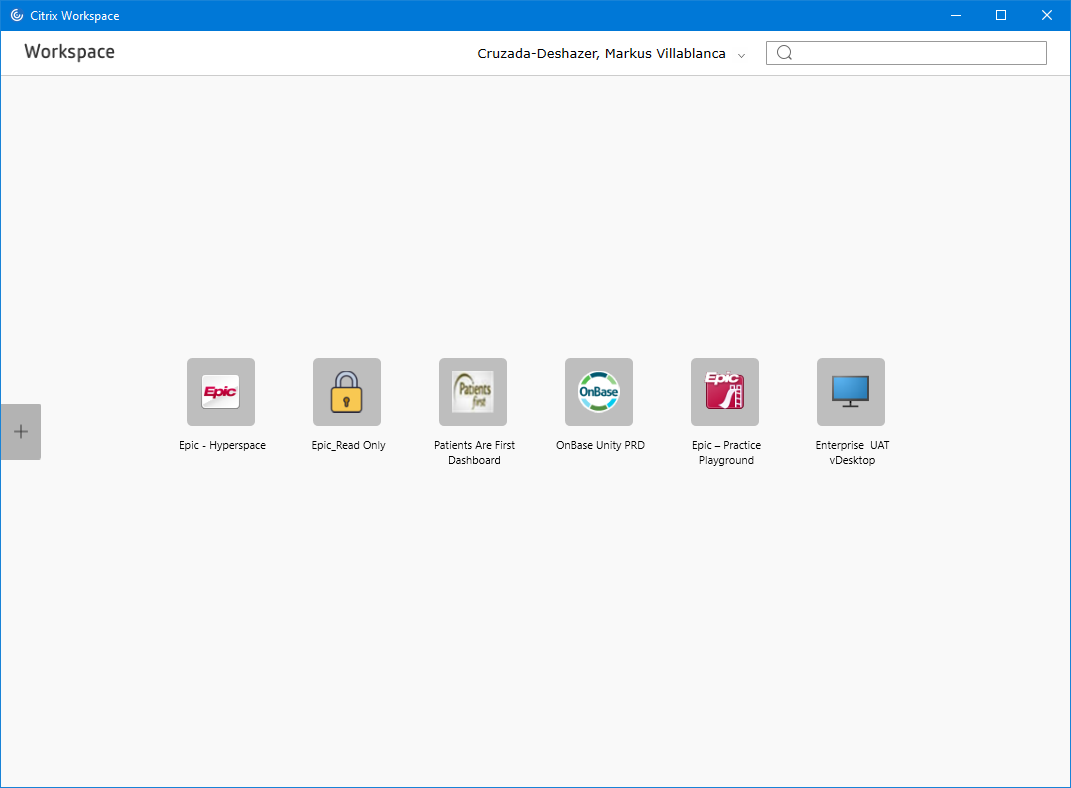 Citrix Workspace
Workspace
Cruzada-Deshazer, Markus Villablanca
Epic
Patients
first
OnBase
Epic
Epic - Hyperspace
Epic_Read Only
Patients Are First
Dashboard
OnBase Unity PRD
Epic – Practice
Playground
Enterprise  UAT
vDesktop